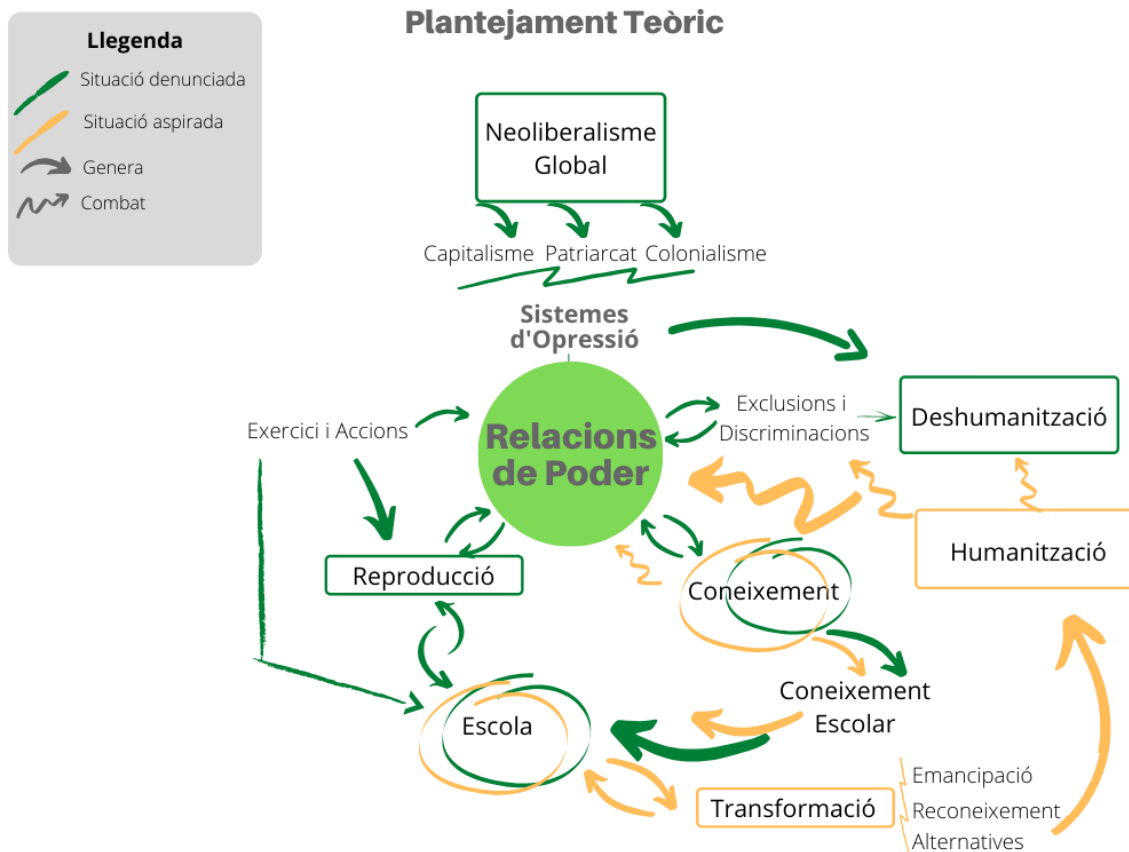 Plantejament Teòric
Llegenda
Situació denunciada
Situació aspirada
Genera
Combat
Neoliberalisme
Global
Capitalisme Patriarcat Colonialisme
Sistemes
d'Opressió
Exercici i Accions
Relacions
de Poder
Exclusions i
Discriminacions
Deshumanització
Humanització
Reproducció
Coneixement
Coneixement
Escolar
Escola
Transformació
Emancipació
Reconeixement
Alternatives